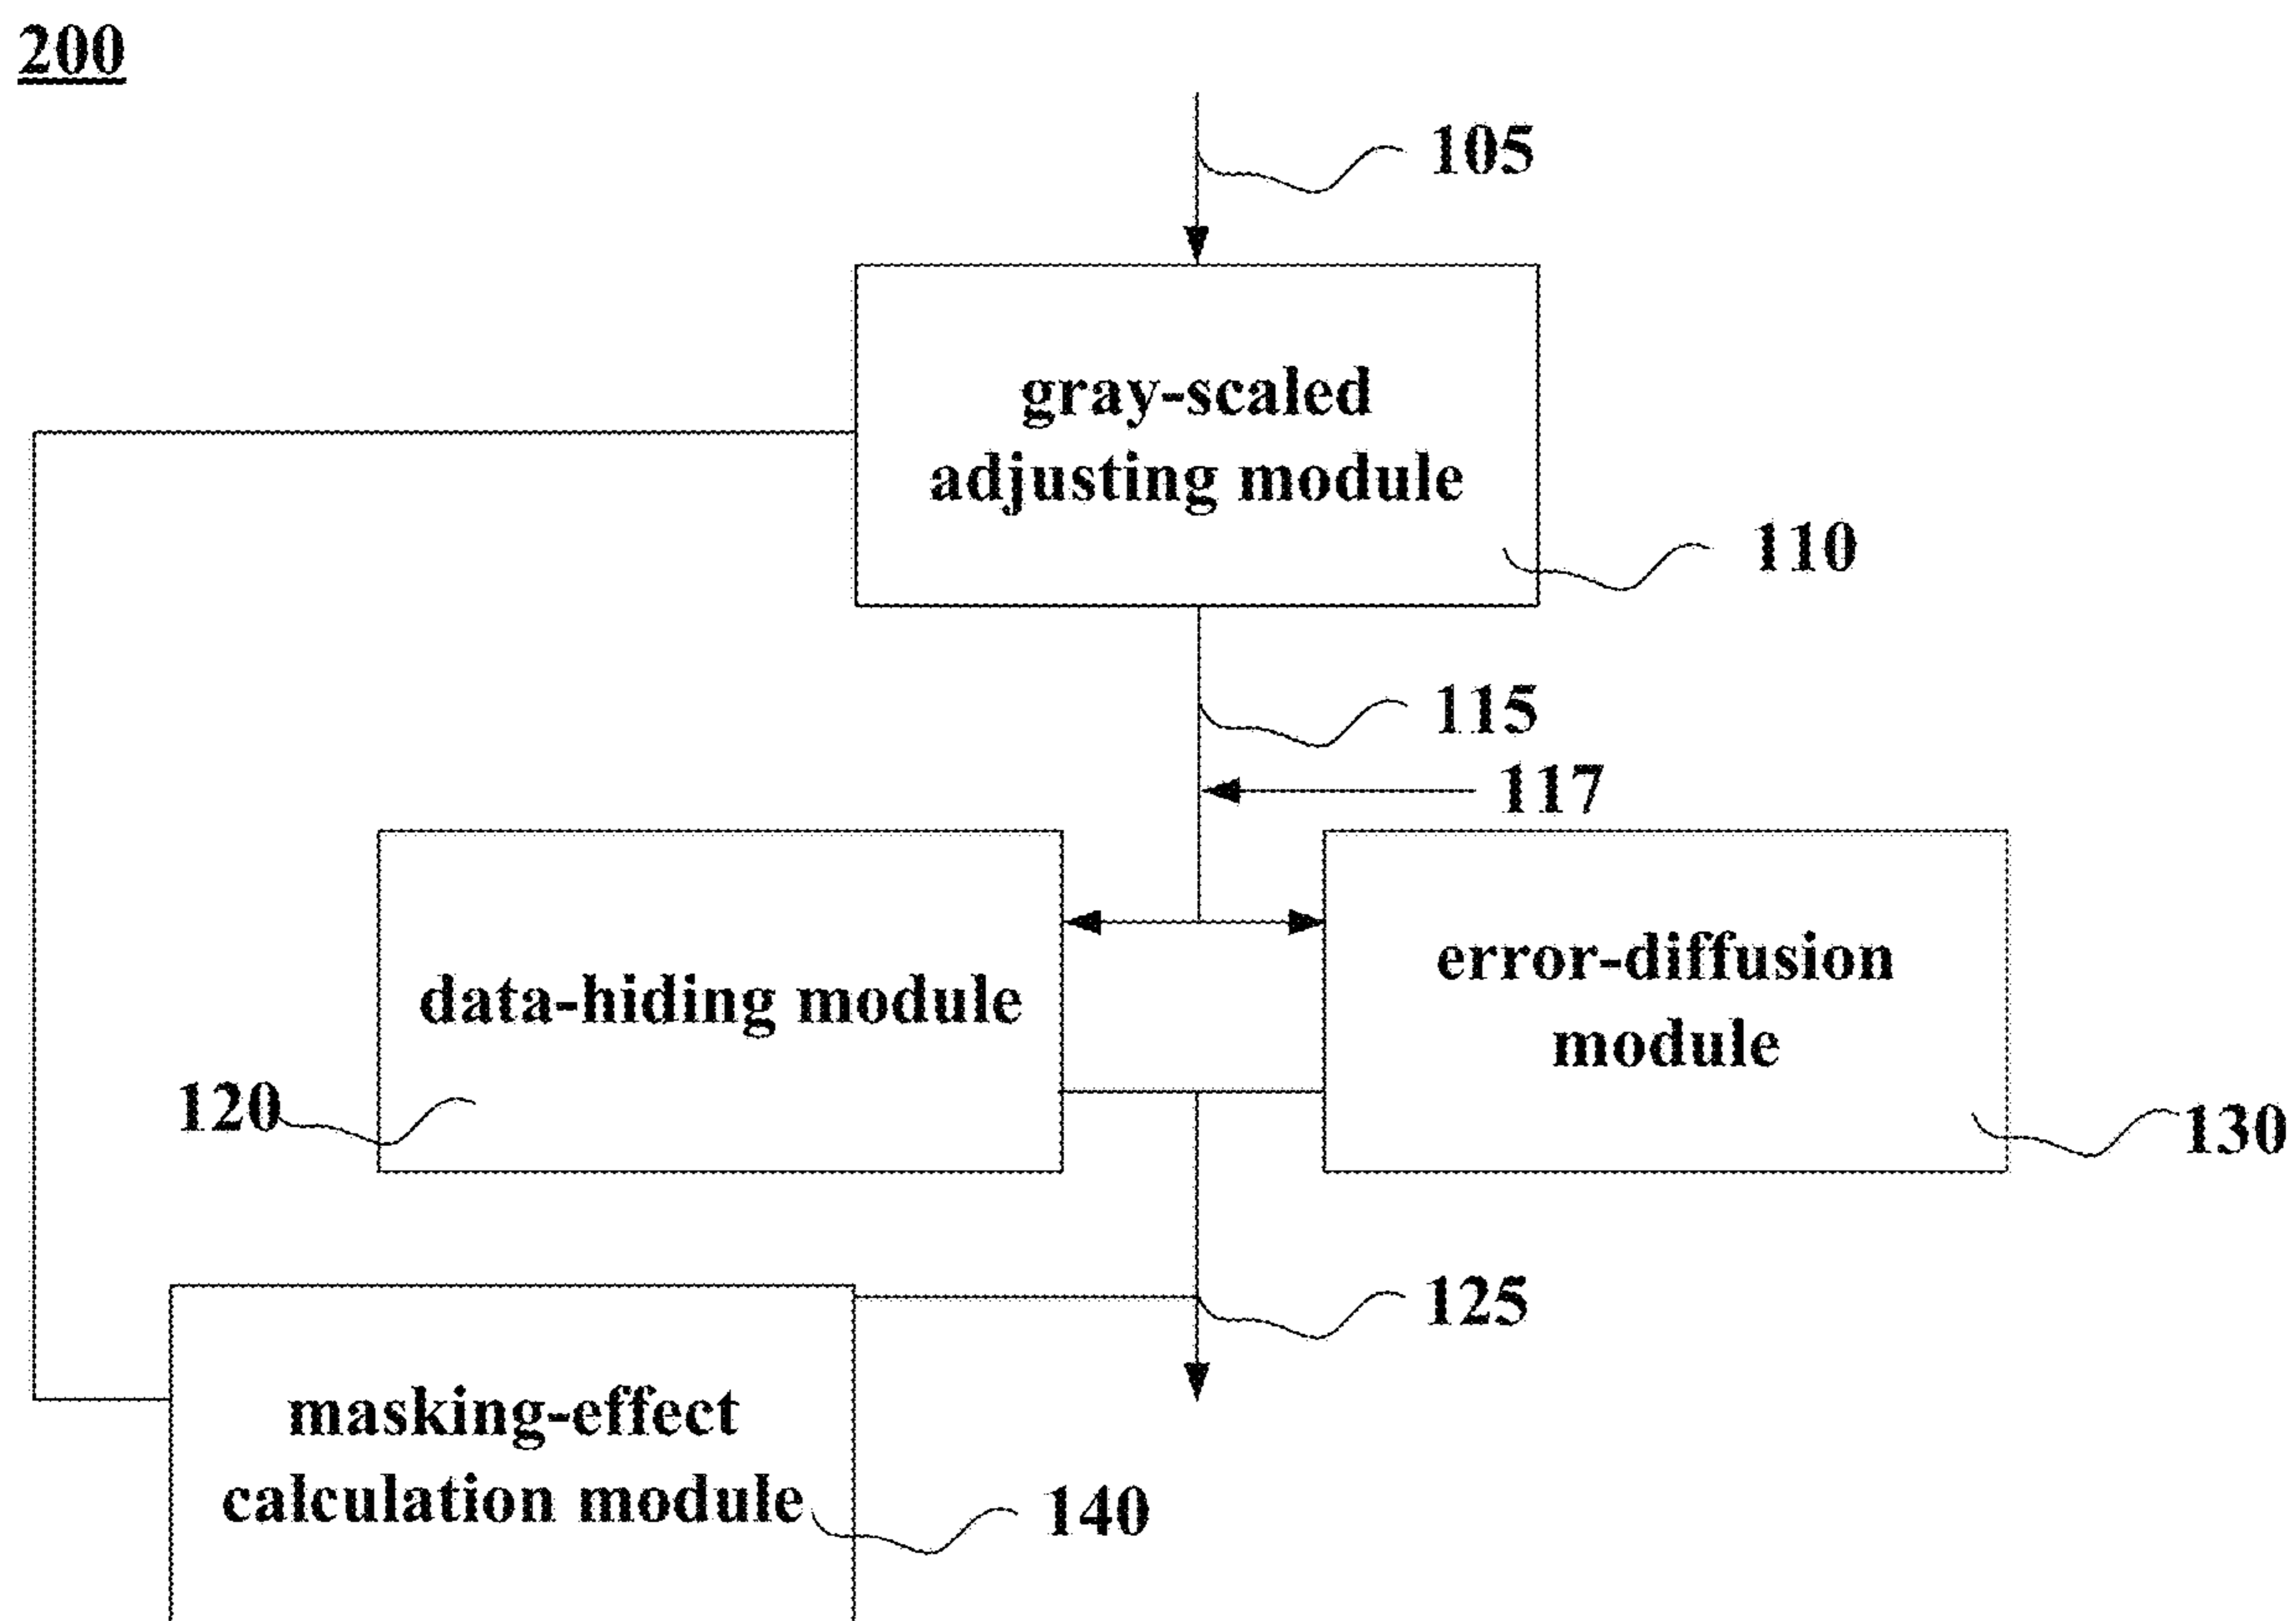 200
105
gray-scaled
adjusting module
110
115
117
data-hiding module
error-diffusion
module
120
130
125
masking-effect
calculation module
140